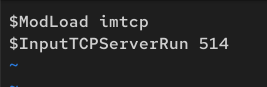 $ModLoad imtcp
$InputTCPServerRun 514
~
~